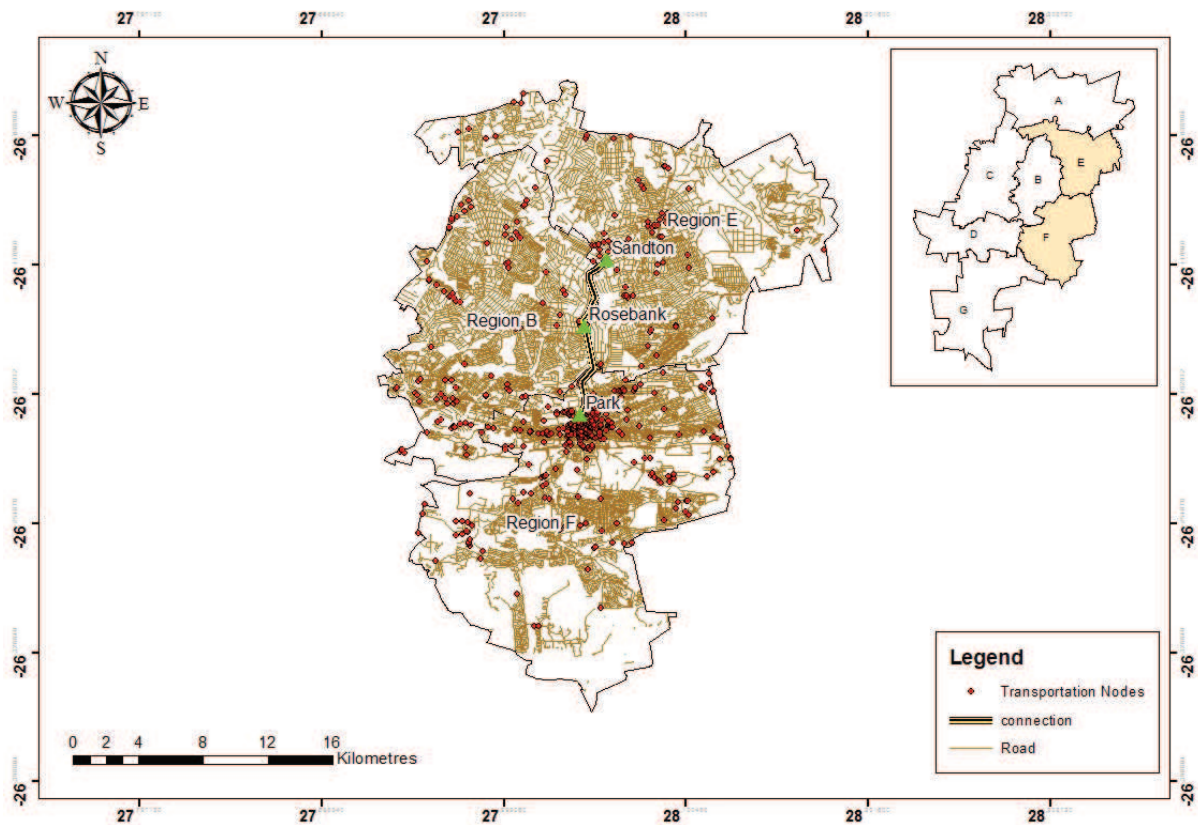 27 27 27 28 28 28
N
W E
S
A
E
C B
F
D
G
-26 -26
-26 -26
-26 -26
-26 -26
-26 -26
-26 -26
Region E
Sandton
Rosebank
Region B
Park
Region F
Legend
Transportation Nodes
connection
Road
0 2 4 8 12 16
Kilometres
27 27 27 28 28 28